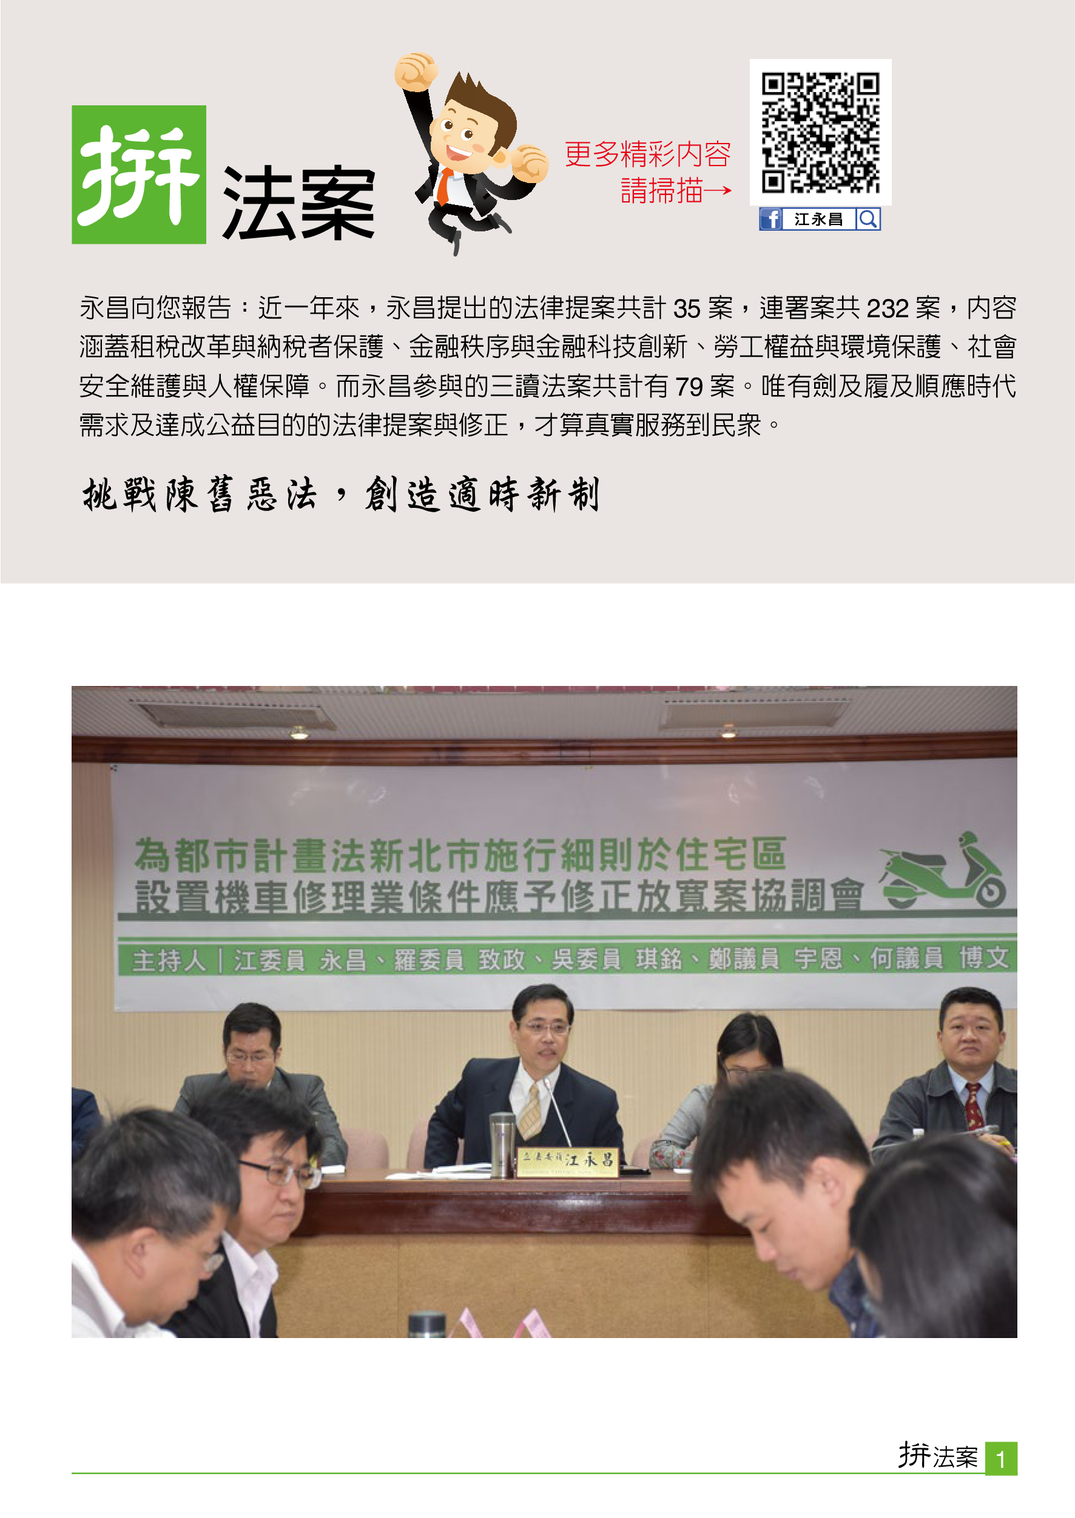 拚法案
更多精彩內容
請掃描→
江永昌
永昌向您報告：近一年來，永昌提出的法律提案共計 35 案，連署案共 232 案，內容
涵蓋租稅改革與納稅者保護、金融秩序與金融科技創新、勞工權益與環境保護、社會
安全維護與人權保障。而永昌參與的三讀法案共計有 79 案。唯有劍及履及順應時代
需求及達成公益目的的法律提案與修正，才算真實服務到民眾。
挑戰陳舊惡法，創造適時新制
為都市計畫法新北市施行細則於住宅區
設置機車修理業條件應予修正放寬案協調會
主持人｜江委員 永昌、羅委員 致政、吳委員 琪銘、鄭議員 宇恩、何議員 博文
立法委員 江永昌
拚法案 1